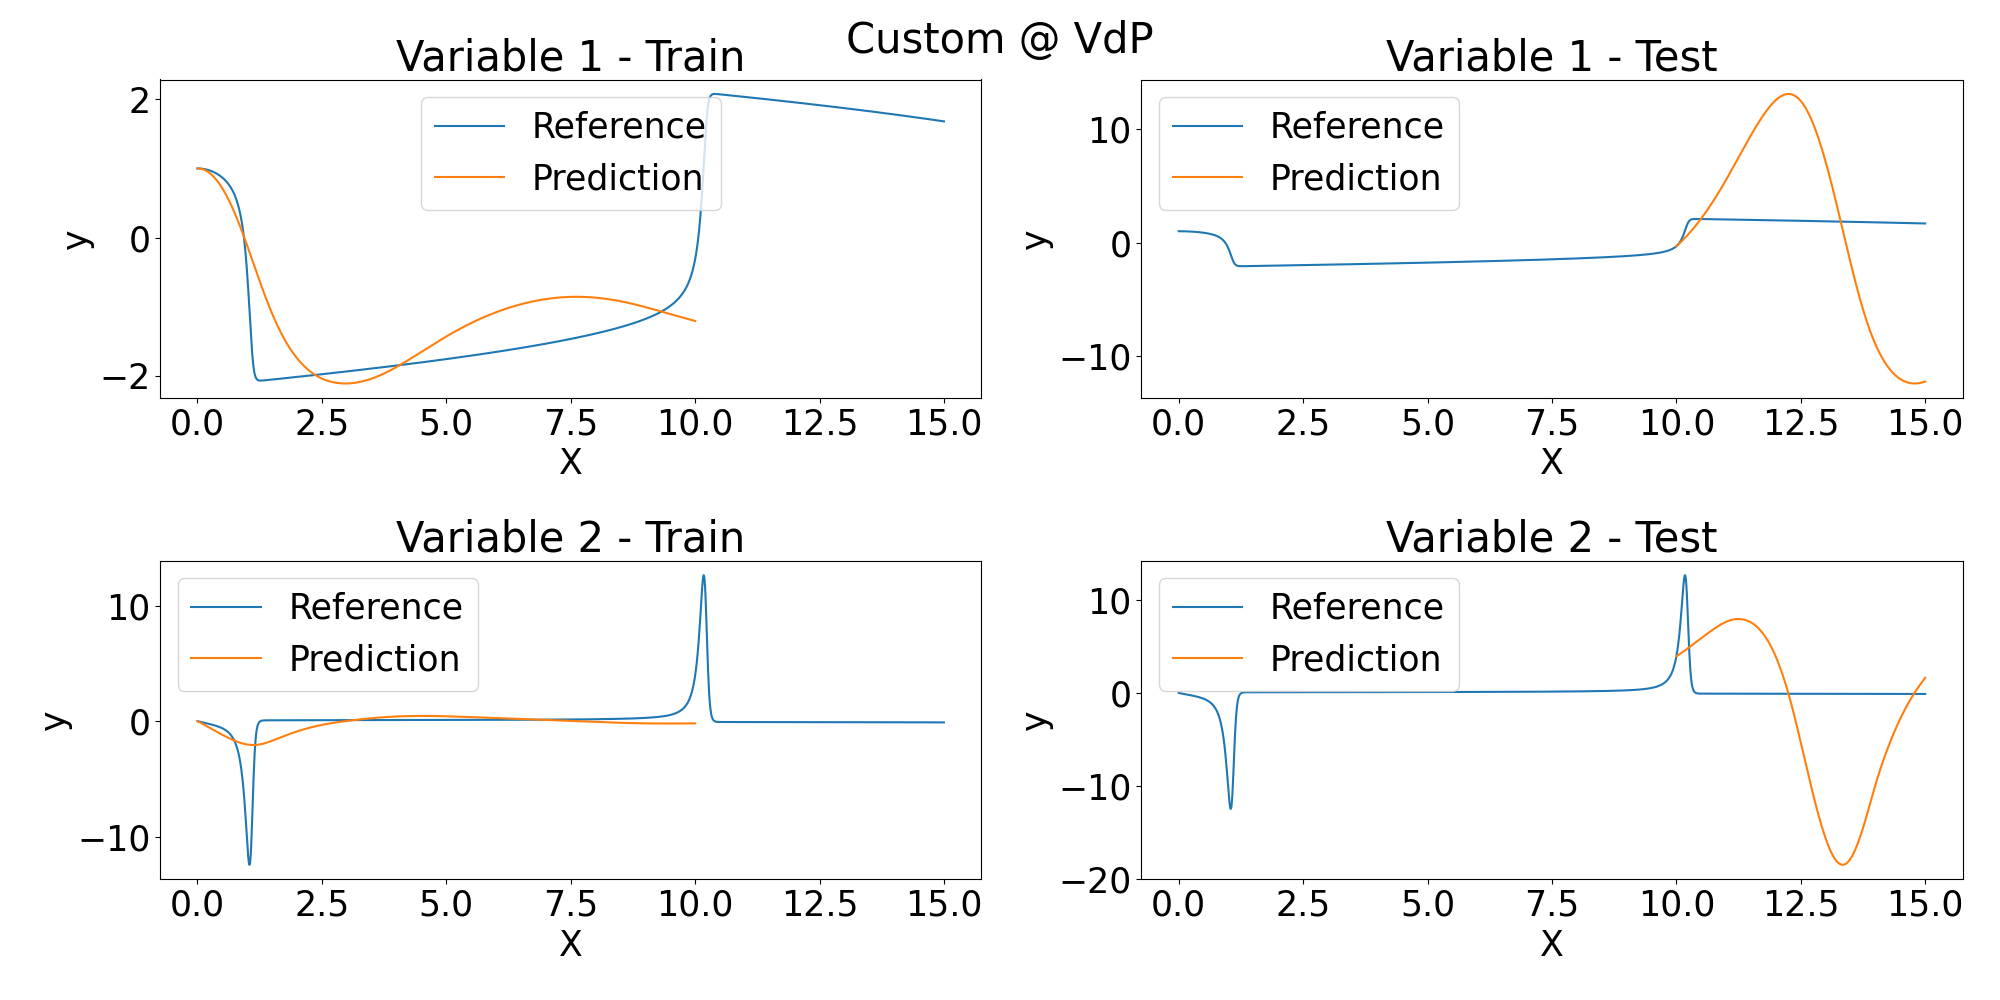 Custom @ VdP
Variable 1 - Train
2
0
−2
y
Reference
Prediction
0.0 2.5 5.0 7.5 10.0 12.5 15.0
X
Variable 1 - Test
10
0
−10
y
Reference
Prediction
0.0 2.5 5.0 7.5 10.0 12.5 15.0
X
Variable 2 - Train
10
0
−10
y
Reference
Prediction
0.0 2.5 5.0 7.5 10.0 12.5 15.0
X
Variable 2 - Test
10
0
−10
−20
y
Reference
Prediction
0.0 2.5 5.0 7.5 10.0 12.5 15.0
X